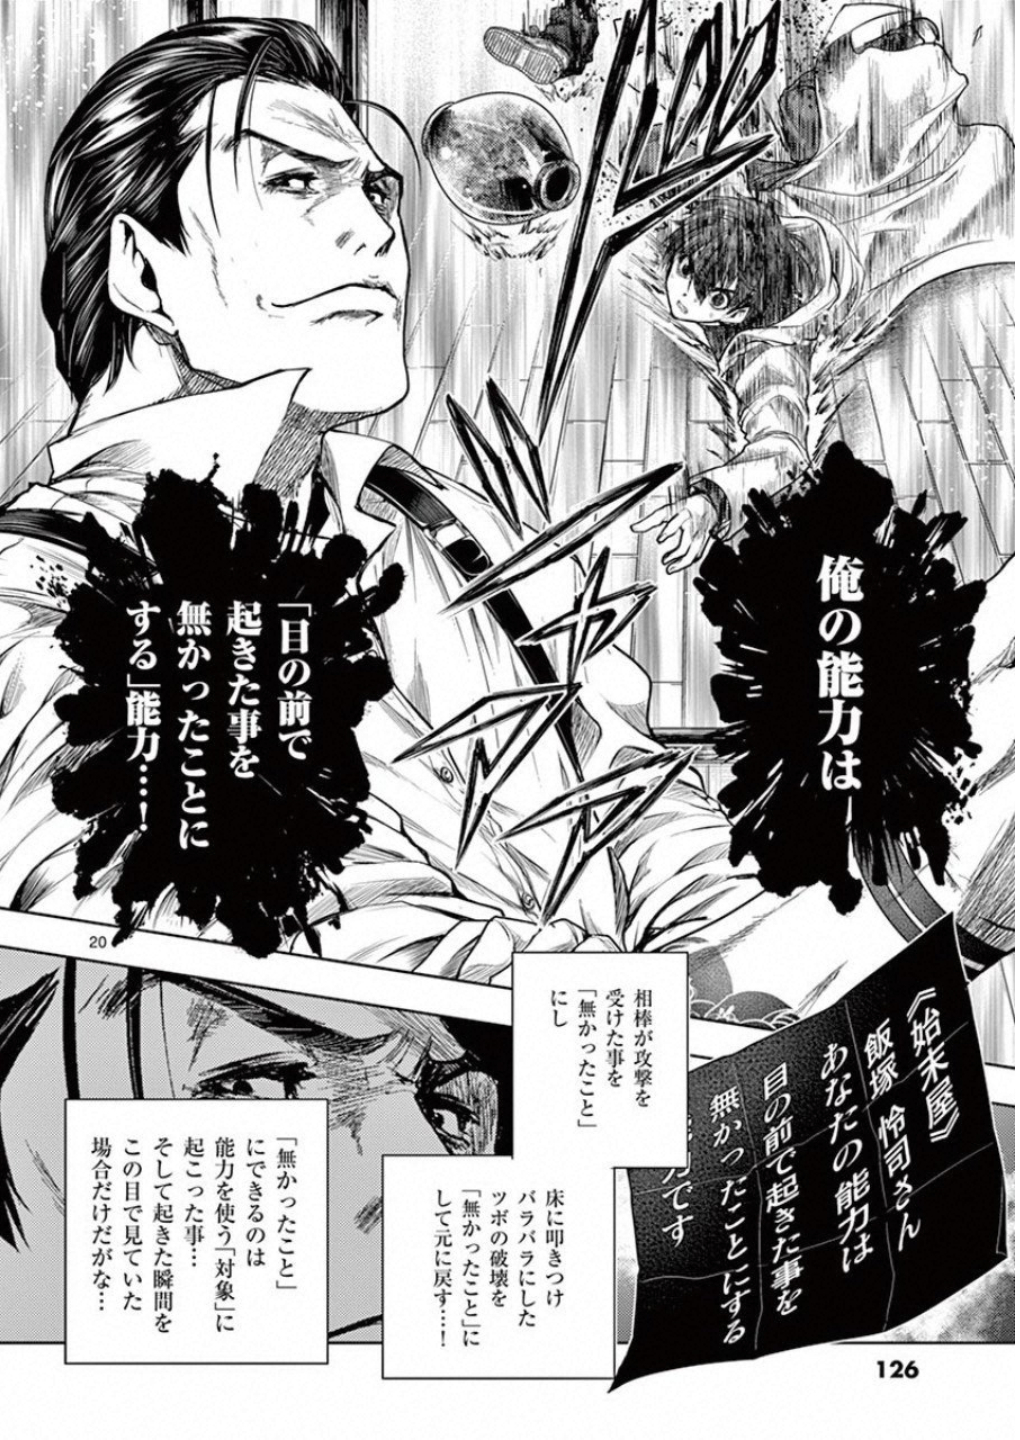 俺の能力は―
「目の前で
起きた事を
無かったことに
する」能力…!
20
《始末屋》
飯塚 怜司さん
あなたの能力は
目の前で起きた事を
無かったことにする
力です
相棒が攻撃を
受けた事を
「無かったこと」
にし
床に叩きつけ
バラバラにした
ツボの破壊を
「無かったこと」に
して元に戻す…!
「無かったこと」
にできるのは
能力を使う「対象」に
起こった事…
そして起きた瞬間を
この目で見ていた
場合だけだがな…
126